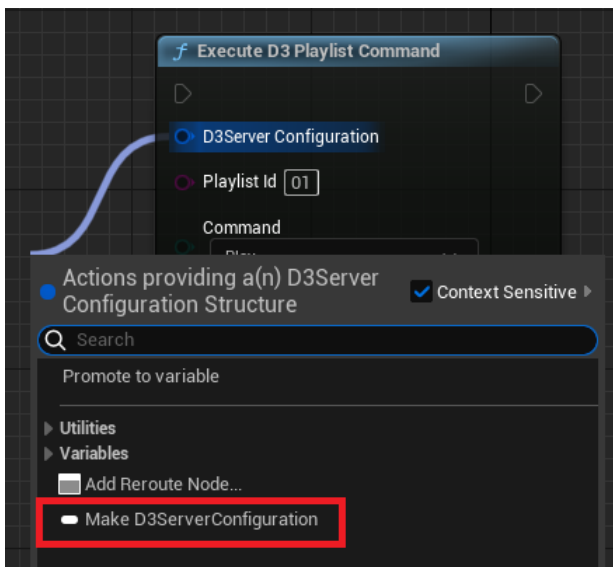 f Execute D3 Playlist Command
D3Server Configuration
Playlist Id 01
Command
Play
Actions providing a(n) D3Server
Configuration Structure
Context Sensitive
Search
Promote to variable
Utilities
Variables
Add Reroute Node...
Make D3ServerConfiguration